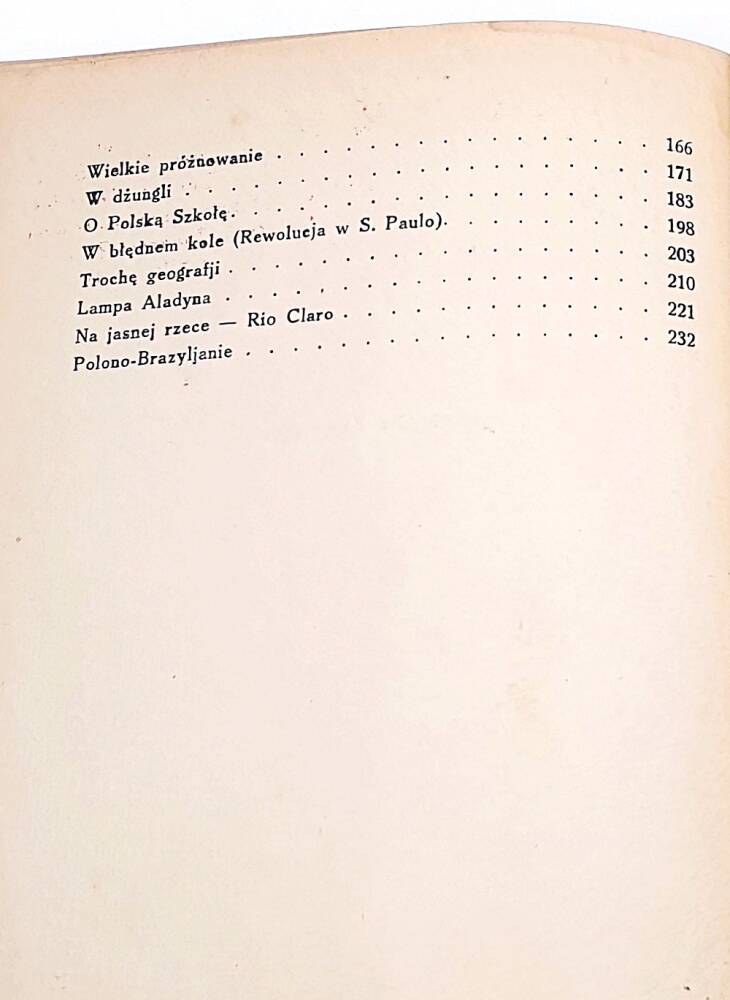 Wielkie próżnowanie . . . . . . . . . . . . . . . 166
W dżungli . . . . . . . . . . . . . . . . . . 171
O Polską Szkołę. . . . . . . . . . . . . . . . 183
W błędnem kole (Rewolucja w S. Paulo). . . . . . . . 198
Trochę geografji . . . . . . . . . . . . . . . . 203
Lampa Aladyna . . . . . . . . . . . . . . . . 210
Na jasnej rzece — Rio Claro . . . . . . . . . . . . 221
Polono-Brazyljanie . . . . . . . . . . . . . . . 232